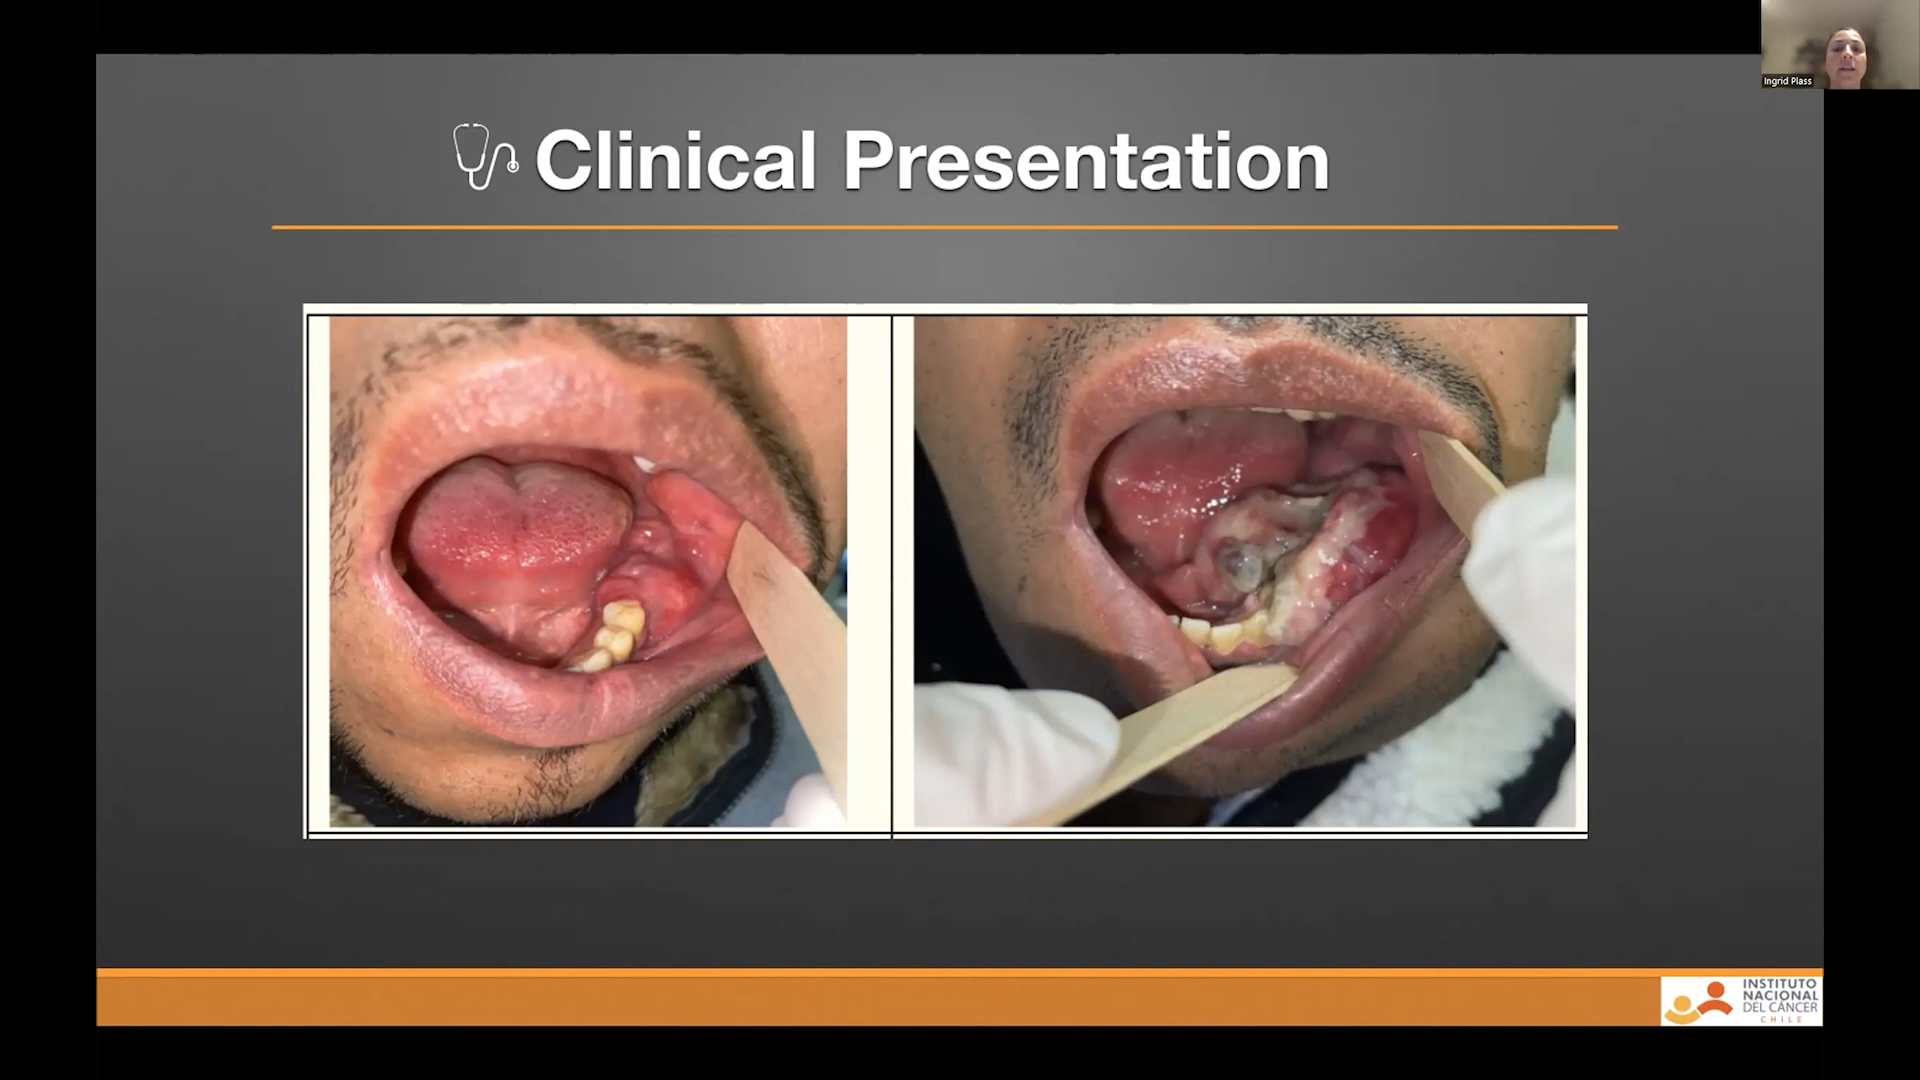 Ingrid Plass
Clinical Presentation
INSTITUTO
NACIONAL
DEL CÁNCER
CHILE